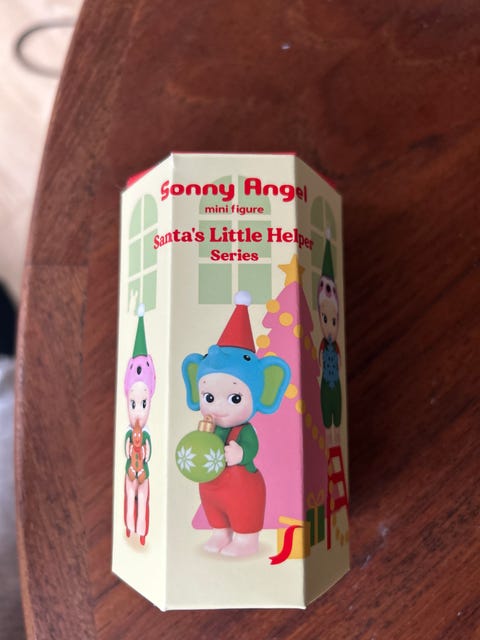 Sonny Angel
mini figure
Santa's Little Helper
Series